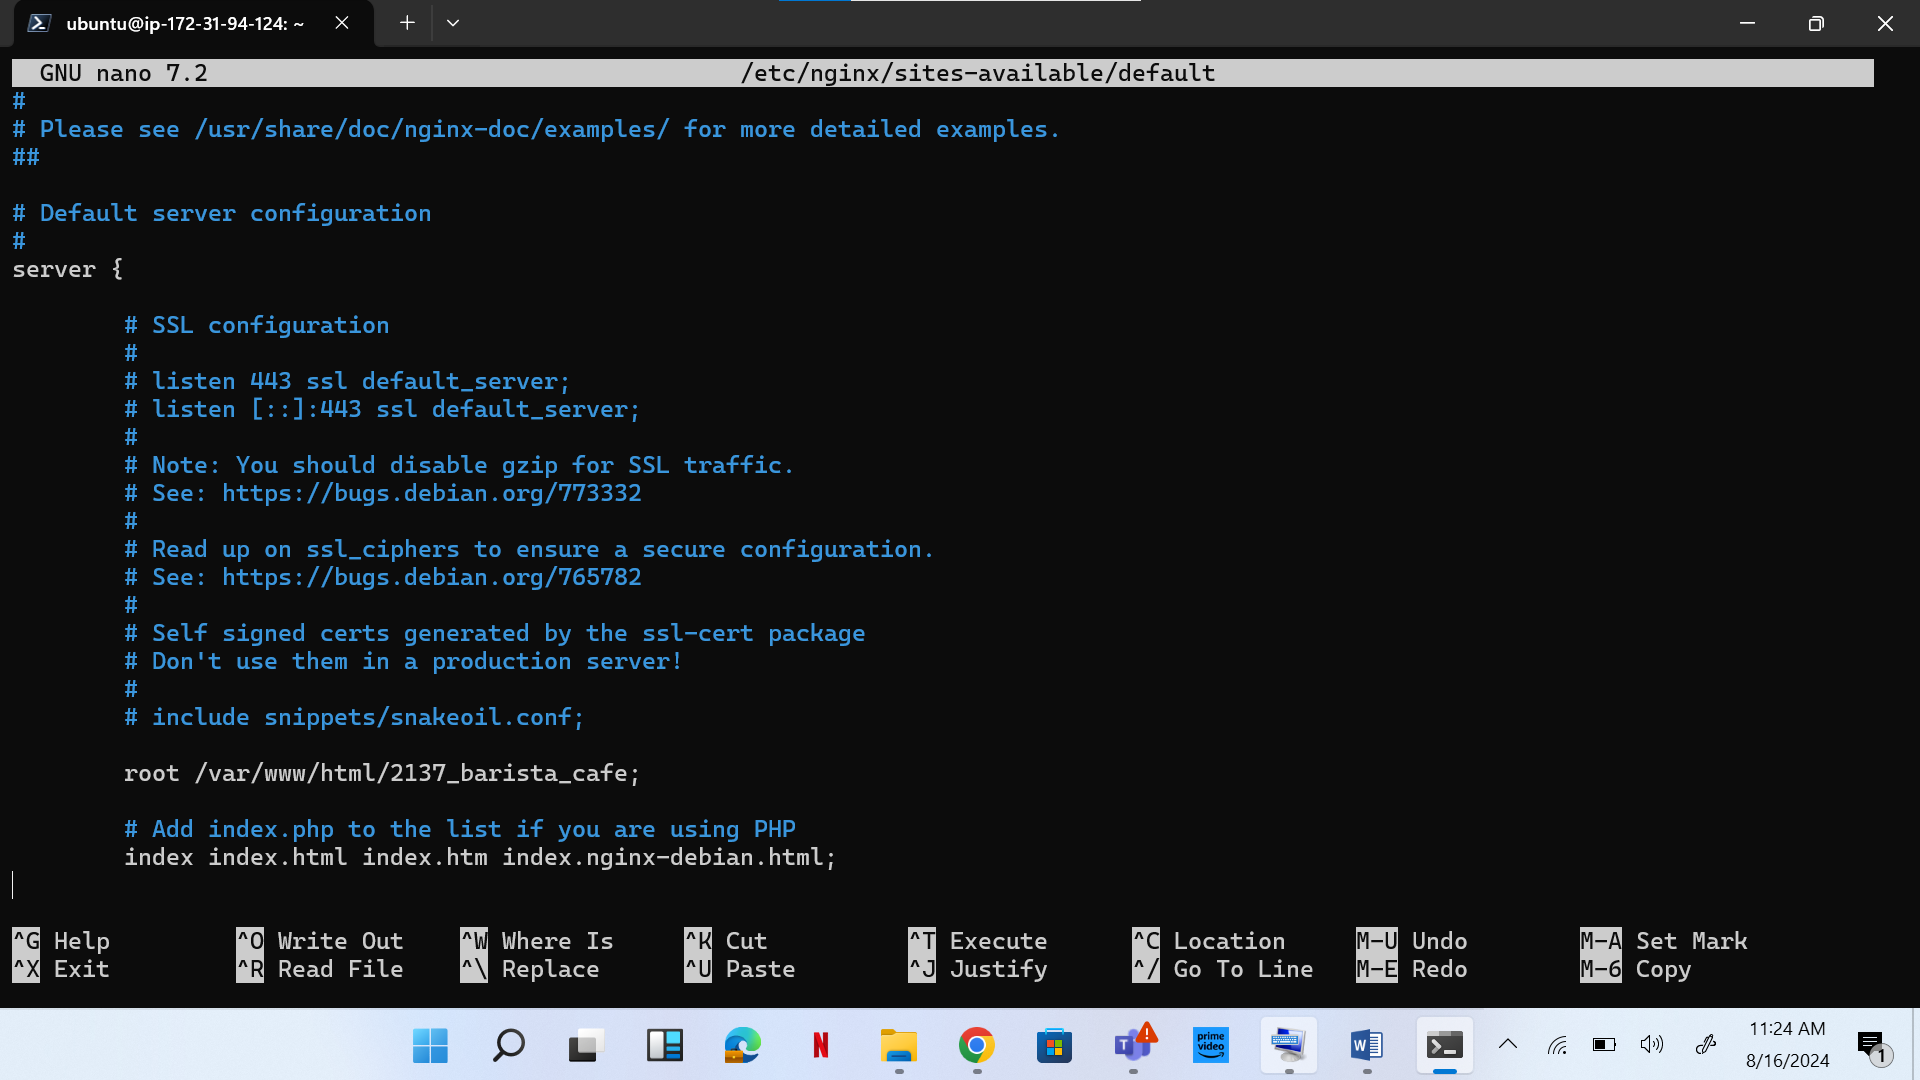 ubuntu@ip-172-31-94-124: ~
GNU nano 7.2 /etc/nginx/sites-available/default
#
# Please see /usr/share/doc/nginx-doc/examples/ for more detailed examples.
##
# Default server configuration
#
server {
# SSL configuration
#
# listen 443 ssl default_server;
# listen [::]:443 ssl default_server;
#
# Note: You should disable gzip for SSL traffic.
# See: https://bugs.debian.org/773332
#
# Read up on ssl_ciphers to ensure a secure configuration.
# See: https://bugs.debian.org/765782
#
# Self signed certs generated by the ssl-cert package
# Don't use them in a production server!
#
# include snippets/snakeoil.conf;
root /var/www/html/2137_barista_cafe;
# Add index.php to the list if you are using PHP
index index.html index.htm index.nginx-debian.html;
^G Help ^O Write Out ^W Where Is ^K Cut ^T Execute ^C Location M-U Undo M-A Set Mark
^X Exit ^R Read File ^\ Replace ^U Paste ^J Justify ^/ Go To Line M-E Redo M-6 Copy
N
T
prime video
W
11:24 AM
8/16/2024
1